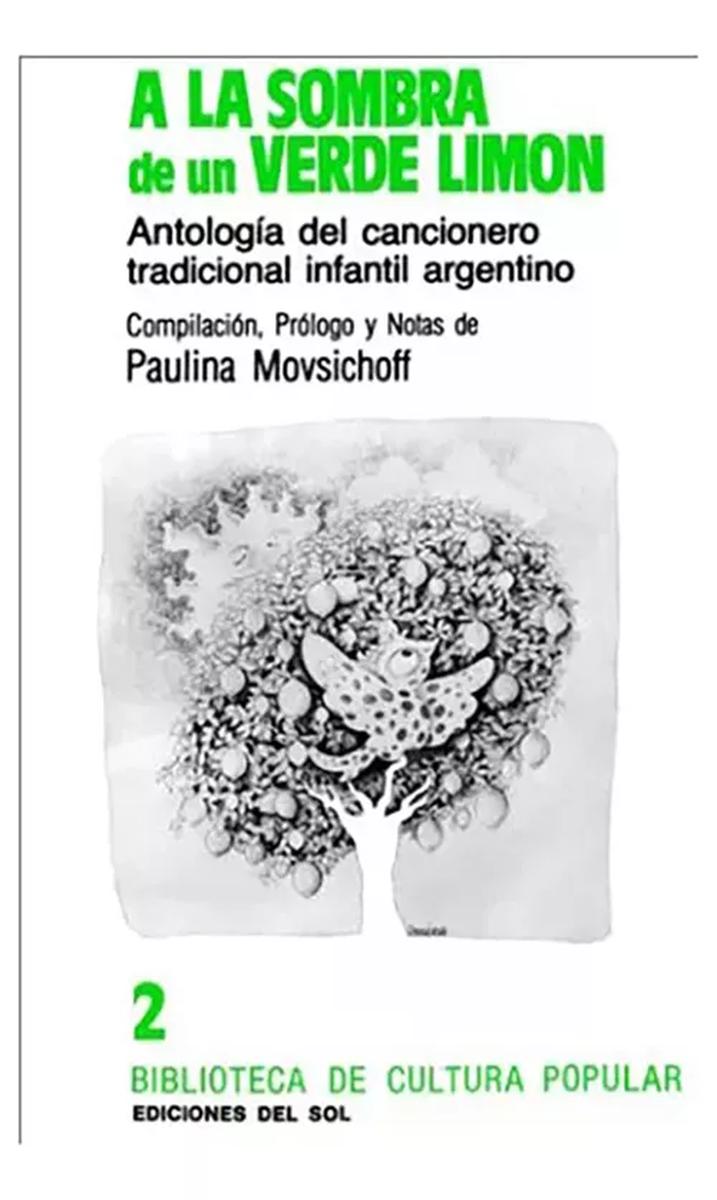 A LA SOMBRA
de un VERDE LIMON
Antología del cancionero
tradicional infantil argentino
Compilación, Prólogo y Notas de
Paulina Movsichoff
2
BIBLIOTECA DE CULTURA POPULAR
EDICIONES DEL SOL